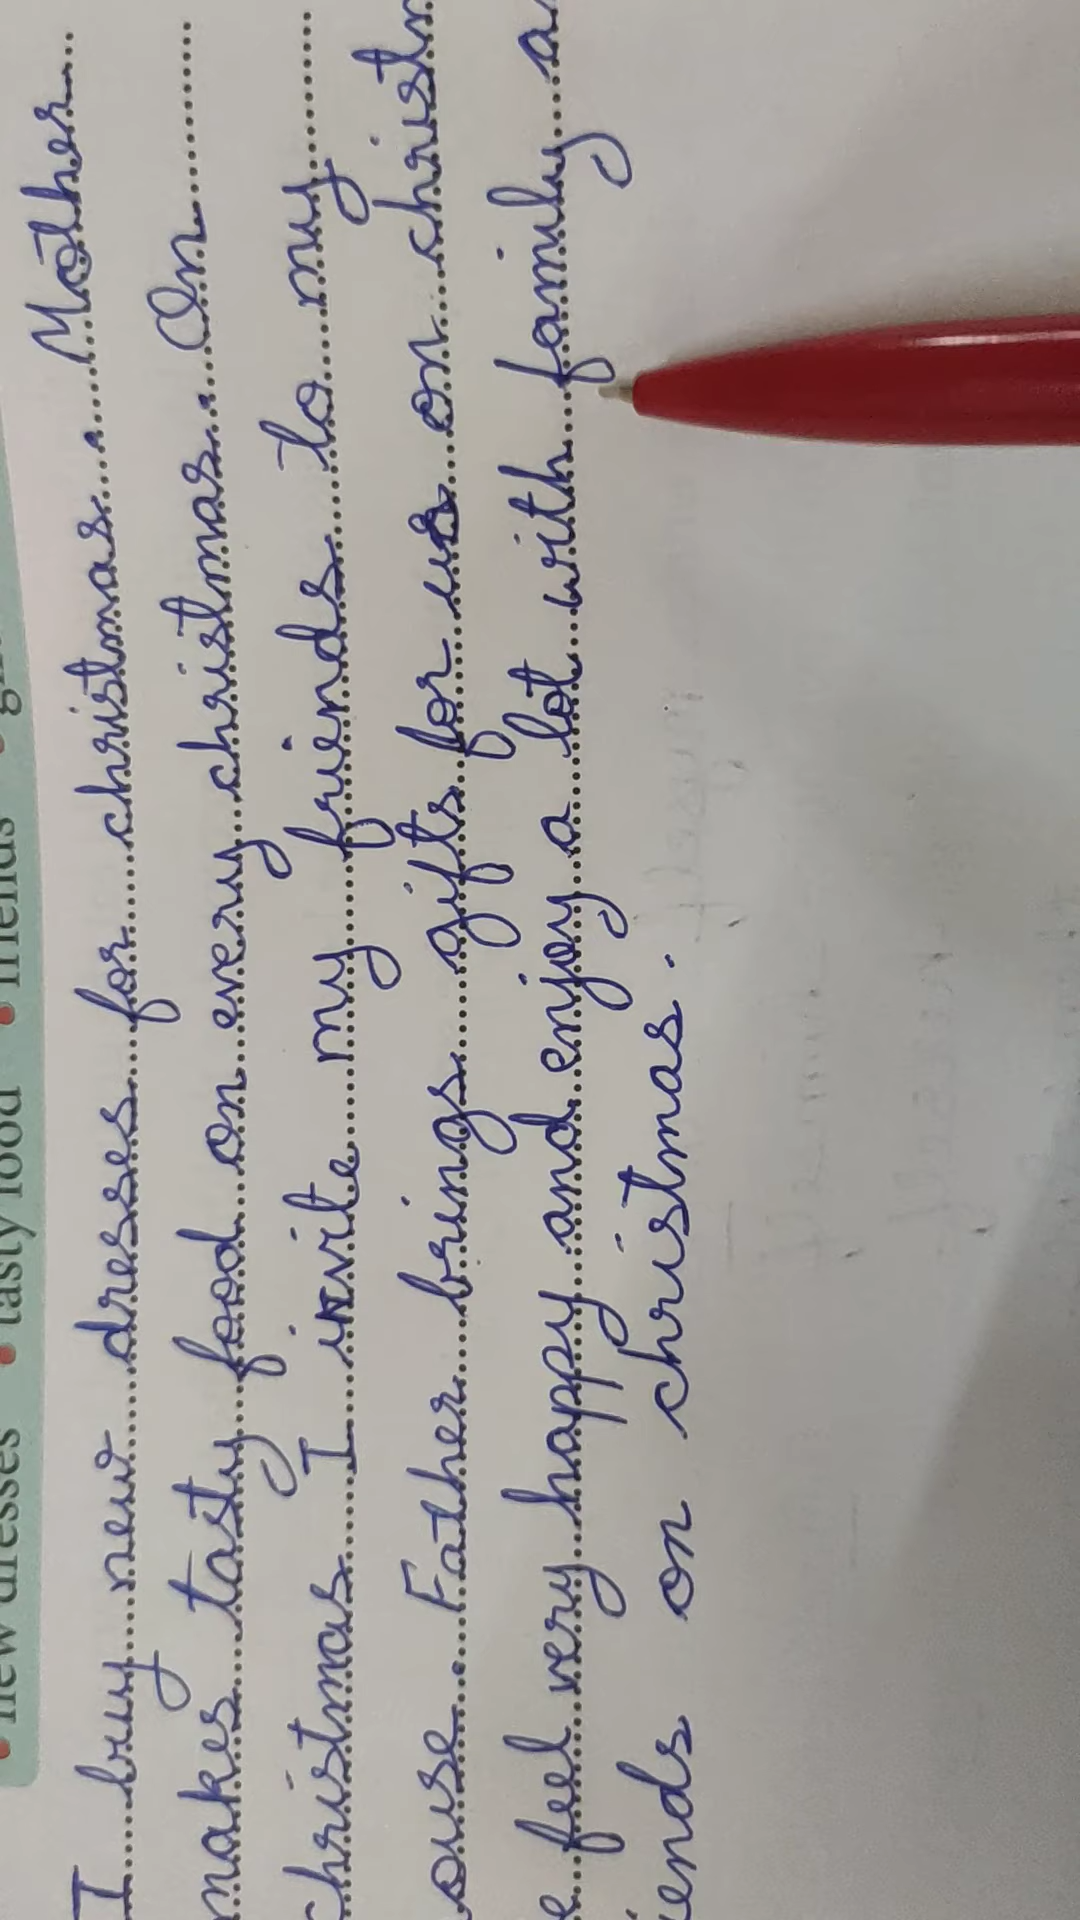 new dresses • tasty food • friends
I buy new dresses for christmas. Mother
makes tasty food on every christmas. On
christmas I invite my friends to my
ouse. Father brings gifts for us on christm
e feel very happy and enjoy a lot with family a
iends on christmas.